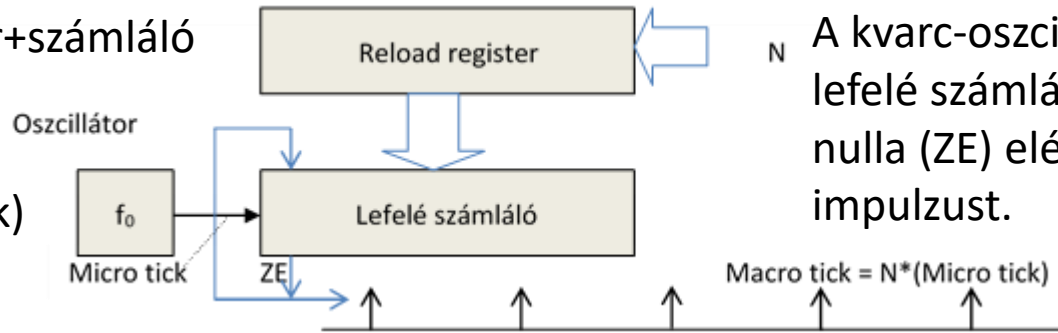 r+számláló
Reload register
N
A kvarc-oszci
lefelé számlá
nulla (ZE) elé
impulzust.
Oszcillátor
k)
f₀
Lefelé számláló
Micro tick
ZE
Macro tick = N*(Micro tick)